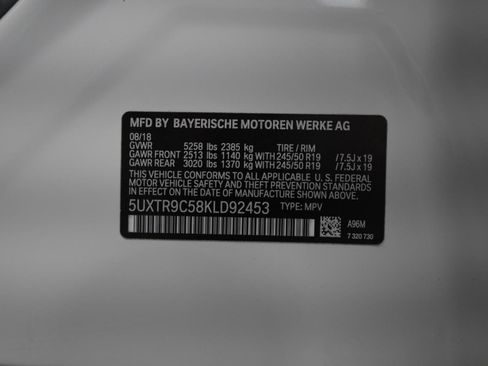 MFD BY BAYERISCHE MOTOREN WERKE AG
08/18
GVWR 5258 lbs 2385 kg TIRE / RIM
GAWR FRONT 2513 lbs 1140 kg WITH 245/50 R19 /7.5J x 19
GAWR REAR 3020 lbs 1370 kg WITH 245/50 R19 /7.5J x 19
THIS VEHICLE CONFORMS TO ALL APPLICABLE U. S. FEDERAL
MOTOR VEHICLE SAFETY STANDARDS IN EFFECT ON THE
DATE OF MANUFACTURE SHOWN ABOVE.
5UXTR9C58KLD92453 TYPE: MPV
A96M
7 320 730